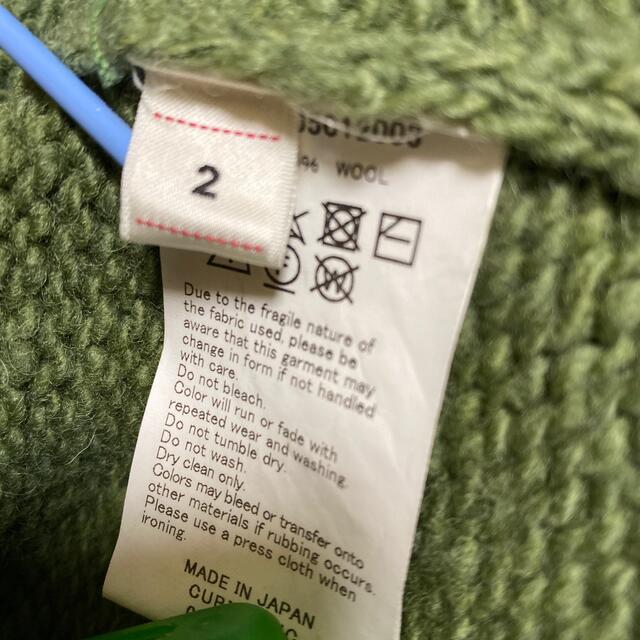 2
WOOL
Due to the fragile nature of
the fabric used, please be
aware that this garment may
change in form if not handled
with care.
Do not bleach.
Color will run or fade with
repeated wear and washing.
Do not tumble dry.
Do not wash.
Dry clean only.
Colors may bleed or transfer onto
other materials if rubbing occurs.
Please use a press cloth when
ironing.
MADE IN JAPAN